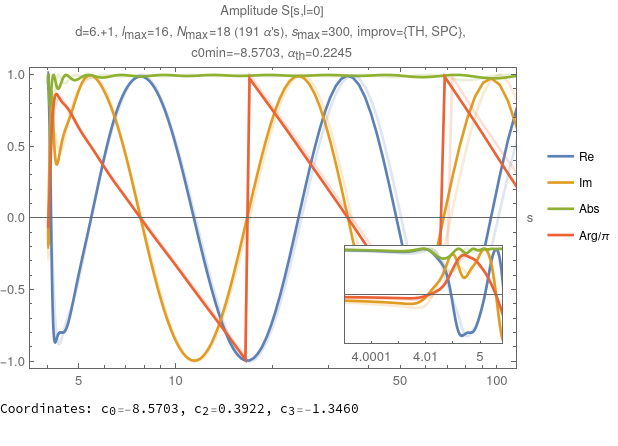 Amplitude S[s,l=0]
d=6.+1, lmax=16, Nmax=18 (191 α's), smax=300, improv={TH, SPC},
c0min=-8.5703, αth=0.2245
1.0
0.5
0.0
-0.5
-1.0
s
Re
Im
Abs
Arg/π
4.0001 4.01 5
5 10 50 100
Coordinates: c0=-8.5703, c2=0.3922, c3=-1.3460